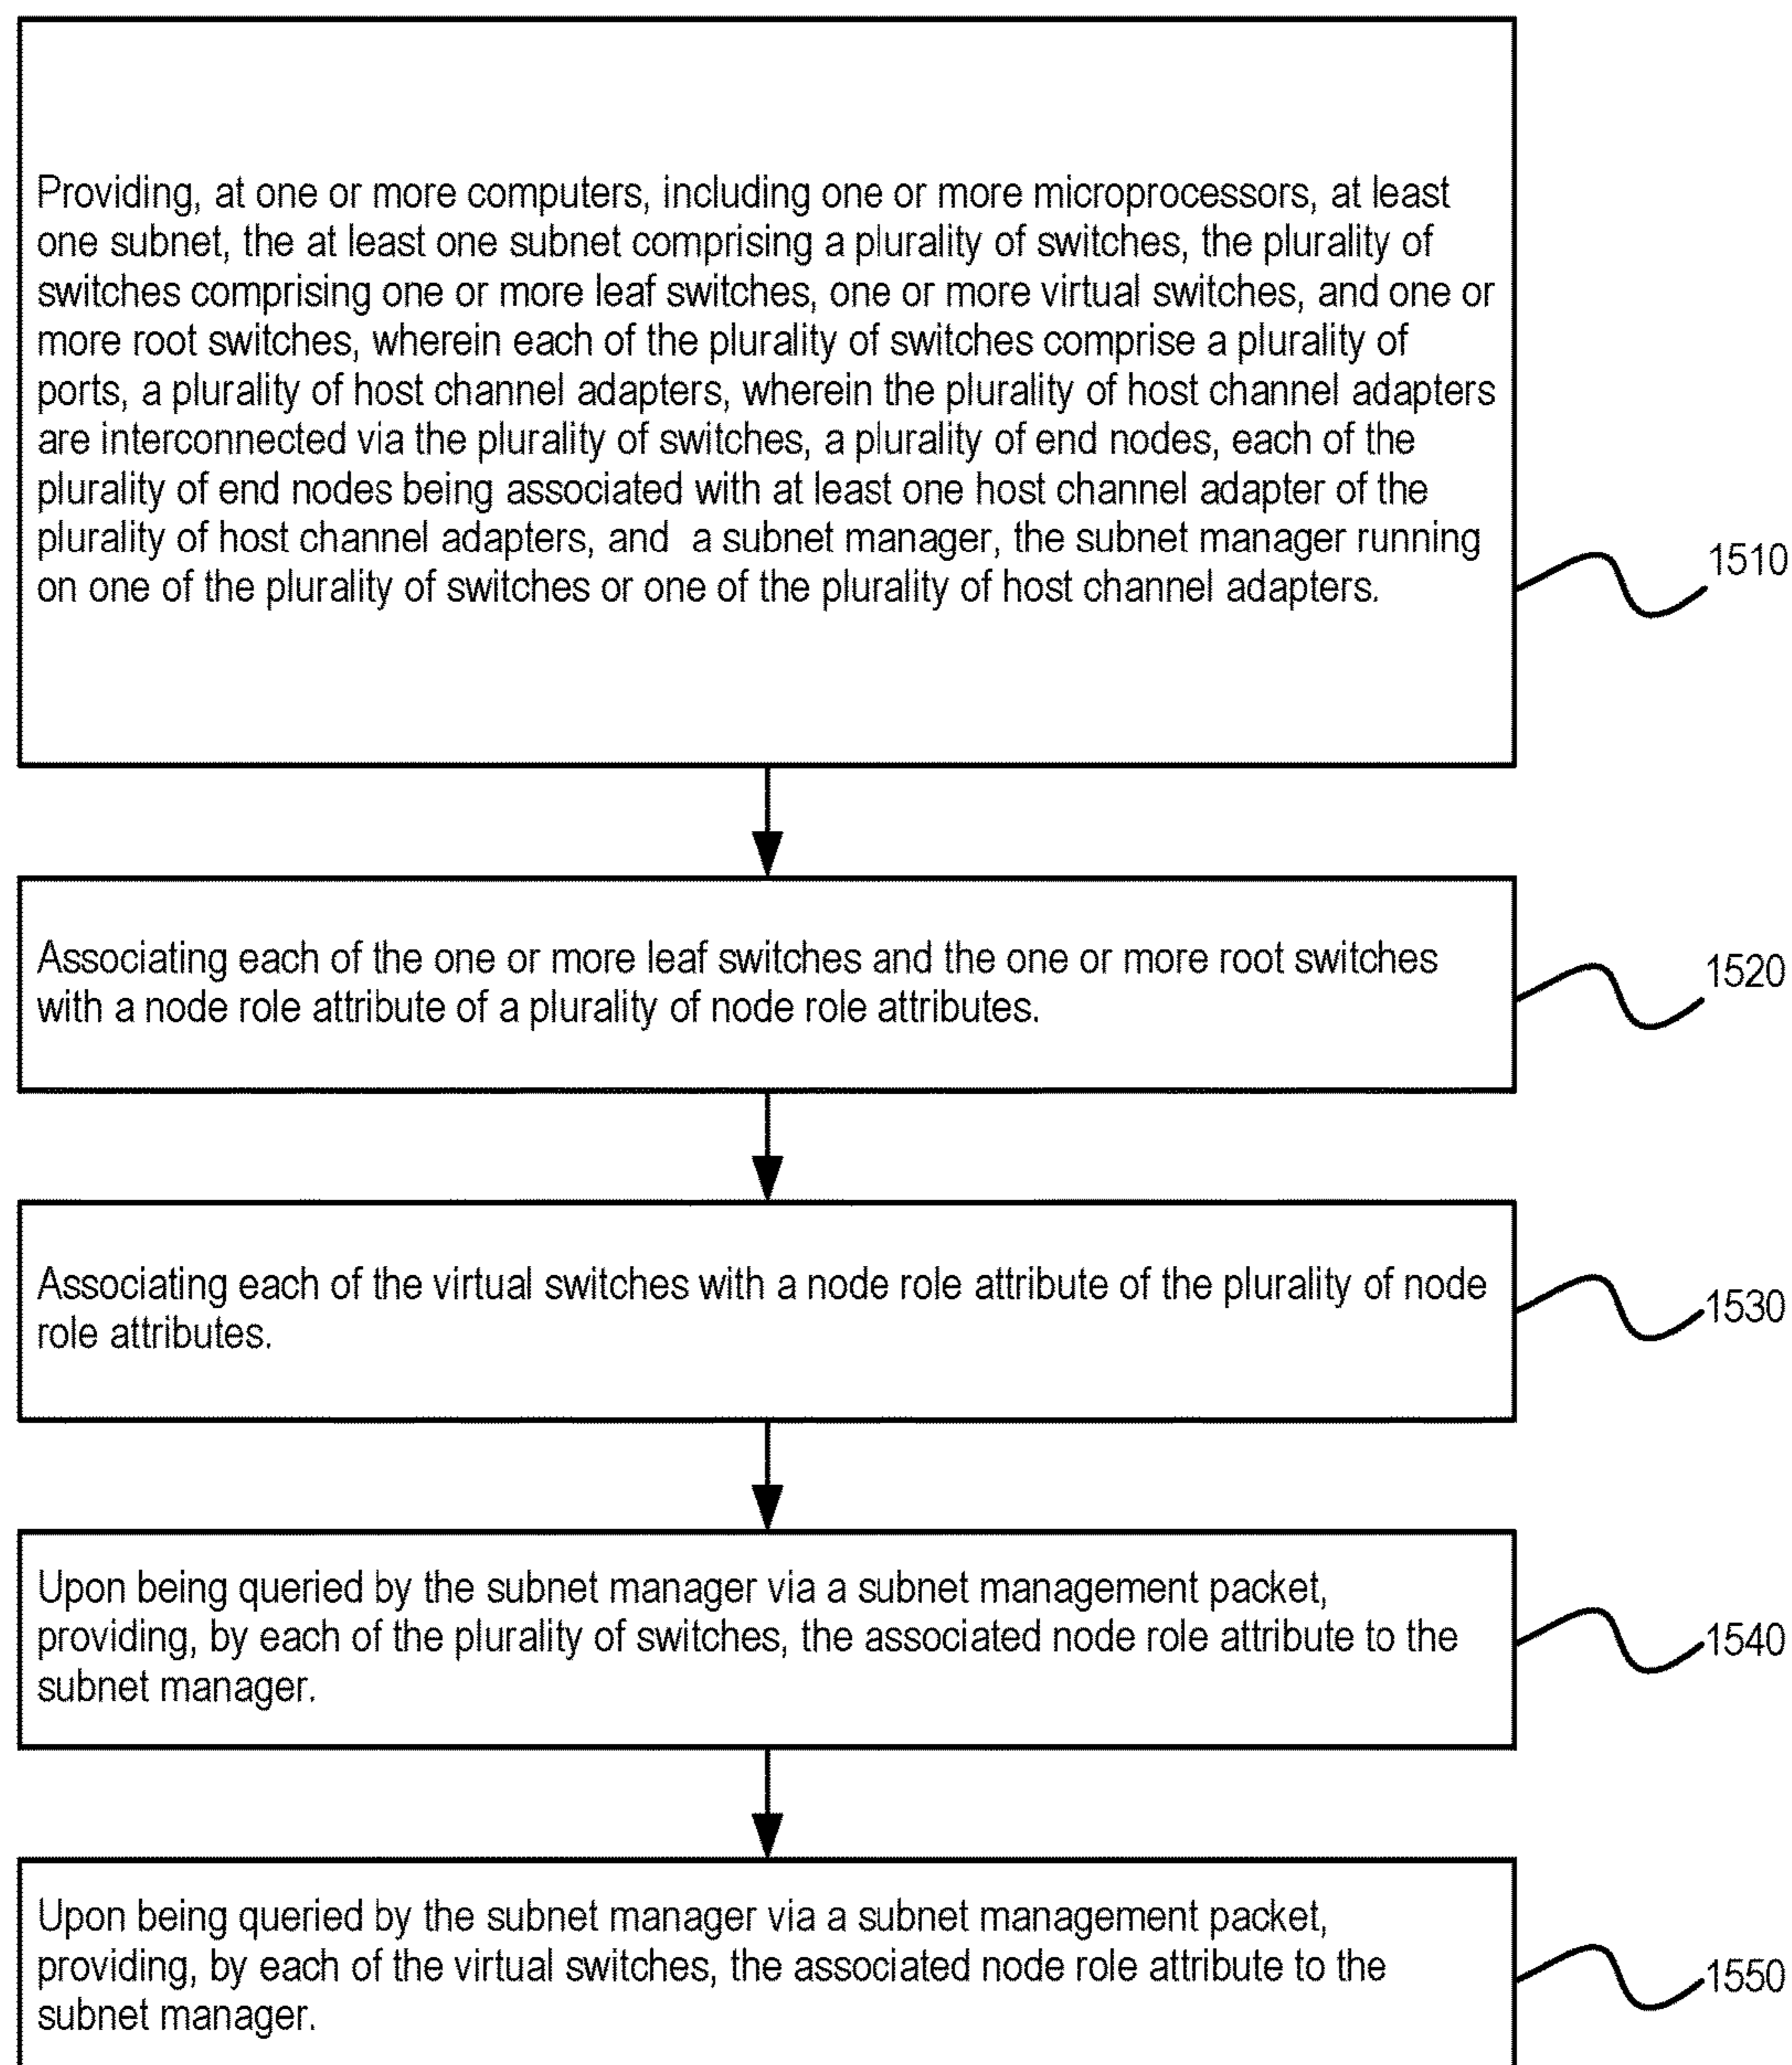 Providing, at one or more computers, including one or more microprocessors, at least
one subnet, the at least one subnet comprising a plurality of switches, the plurality of
switches comprising one or more leaf switches, one or more virtual switches, and one or
more root switches, wherein each of the plurality of switches comprise a plurality of
ports, a plurality of host channel adapters, wherein the plurality of host channel adapters
are interconnected via the plurality of switches, a plurality of end nodes, each of the
plurality of end nodes being associated with at least one host channel adapter of the
plurality of host channel adapters, and a subnet manager, the subnet manager running
on one of the plurality of switches or one of the plurality of host channel adapters.
1510
Associating each of the one or more leaf switches and the one or more root switches
with a node role attribute of a plurality of node role attributes.
1520
Associating each of the virtual switches with a node role attribute of the plurality of node
role attributes.
1530
Upon being queried by the subnet manager via a subnet management packet,
providing, by each of the plurality of switches, the associated node role attribute to the
subnet manager.
1540
Upon being queried by the subnet manager via a subnet management packet,
providing, by each of the virtual switches, the associated node role attribute to the
subnet manager.
1550